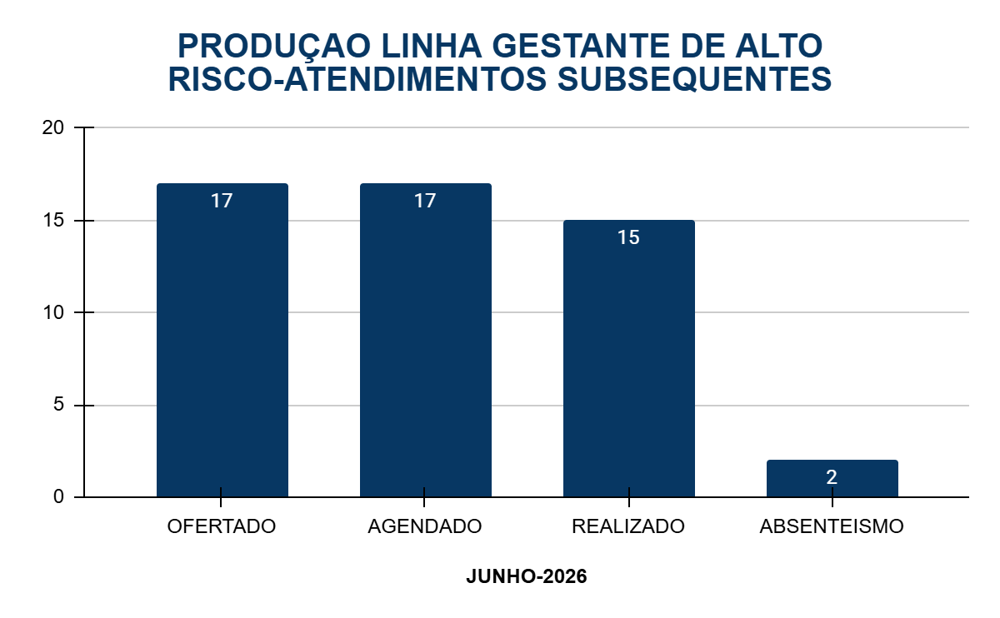 PRODUÇAO LINHA GESTANTE DE ALTO
RISCO-ATENDIMENTOS SUBSEQUENTES
20
15
10
5
0
17
17
15
2
OFERTADO
AGENDADO
REALIZADO
ABSENTEISMO
JUNHO-2026